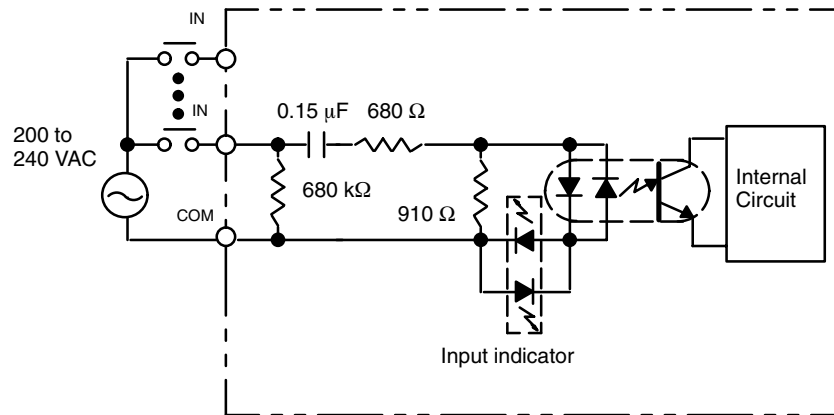 IN
IN
0.15 μF
680 Ω
200 to
240 VAC
680 kΩ
COM
910 Ω
Internal
Circuit
Input indicator